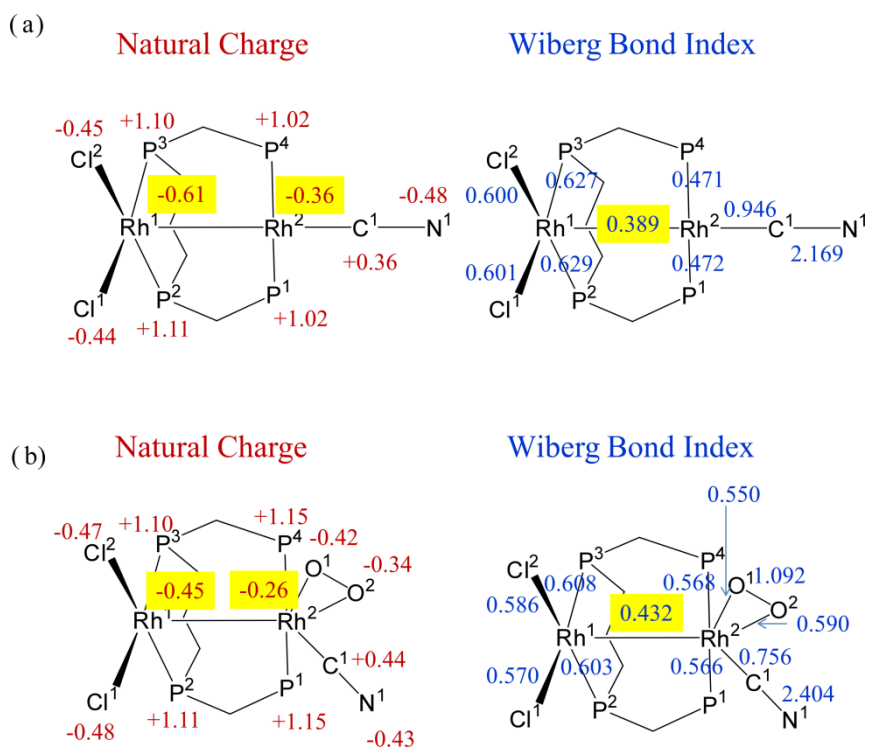 (a)
Natural Charge Wiberg Bond Index
-0.45 +1.10 +1.02
Cl² P³ P⁴ Cl² P³ P⁴
-0.61 -0.36 -0.48 0.600 0.627 0.471 0.946
Rh¹ Rh² C¹ N¹ Rh¹ 0.389 Rh² C¹ N¹
+0.36 0.601 0.629 0.472 2.169
Cl¹ P² P¹ Cl¹ P² P¹
-0.44 +1.11 +1.02
(b)
Natural Charge Wiberg Bond Index
0.550
-0.47 +1.10 +1.15 -0.42
Cl² P³ P⁴ O¹ -0.34 Cl² P³ P⁴ O¹ 1.092
-0.45 -0.26 O² 0.586 0.608 0.432 0.568 O² 0.590
Rh¹ Rh² Rh¹ Rh²
C¹ +0.44 0.570 0.603 0.566 0.756
Cl¹ P² P¹ N¹ Cl¹ P² P¹ C¹ 2.404
-0.48 +1.11 +1.15 -0.43 N¹